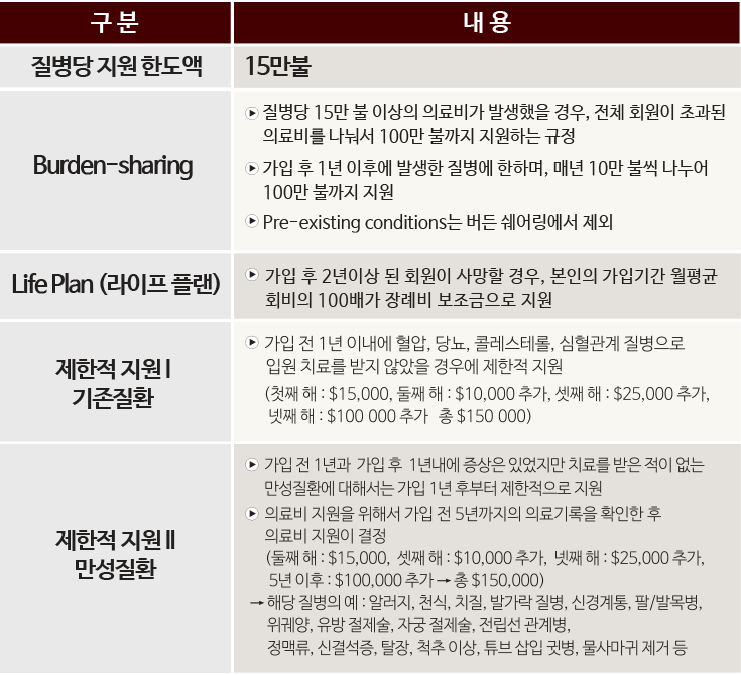 구 분
내 용
질병당 지원 한도액
15만불
Burden-sharing
질병당 15만 불 이상의 의료비가 발생했을 경우, 전체 회원이 초과된
의료비를 나눠서 100만 불까지 지원하는 규정
가입 후 1년 이후에 발생한 질병에 한하며, 매년 10만 불씩 나누어
100만 불까지 지원
Pre-existing conditions는 버든 쉐어링에서 제외
Life Plan (라이프 플랜)
가입 후 2년이상 된 회원이 사망할 경우, 본인의 가입기간 월평균
회비의 100배가 장례비 보조금으로 지원
제한적 지원 I
기존질환
가입 전 1년 이내에 혈압, 당뇨, 콜레스테롤, 심혈관계 질병으로
입원 치료를 받지 않았을 경우에 제한적 지원
(첫째 해 : $15,000, 둘째 해 : $10,000 추가, 셋째 해 : $25,000 추가,
넷째 해 : $100 000 추가 총 $150 000)
제한적 지원 II
만성질환
가입 전 1년과 가입 후 1년내에 증상은 있었지만 치료를 받은 적이 없는
만성질환에 대해서는 가입 1년 후부터 제한적으로 지원
의료비 지원을 위해서 가입 전 5년까지의 의료기록을 확인한 후
의료비 지원이 결정
(둘째 해 : $15,000, 셋째 해 : $10,000 추가, 넷째 해 : $25,000 추가,
5년 이후 : $100,000 추가 → 총 $150,000)
→ 해당 질병의 예 : 알러지, 천식, 치질, 발가락 질병, 신경계통, 팔/발목병,
위궤양, 유방 절제술, 자궁 절제술, 전립선 관계병,
정맥류, 신결석증, 탈장, 척추 이상, 튜브 삽입 귓병, 물사마귀 제거 등